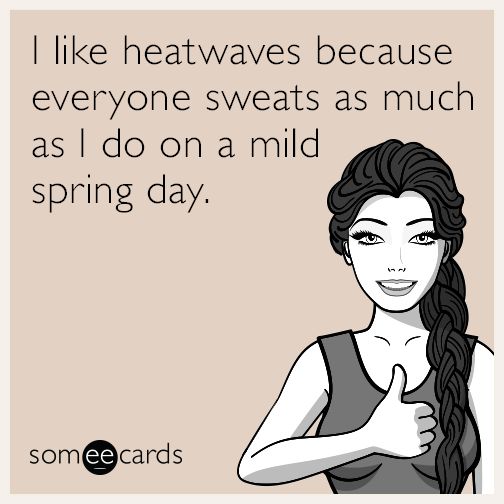 I like heatwaves because
everyone sweats as much
as I do on a mild
spring day.
someecards